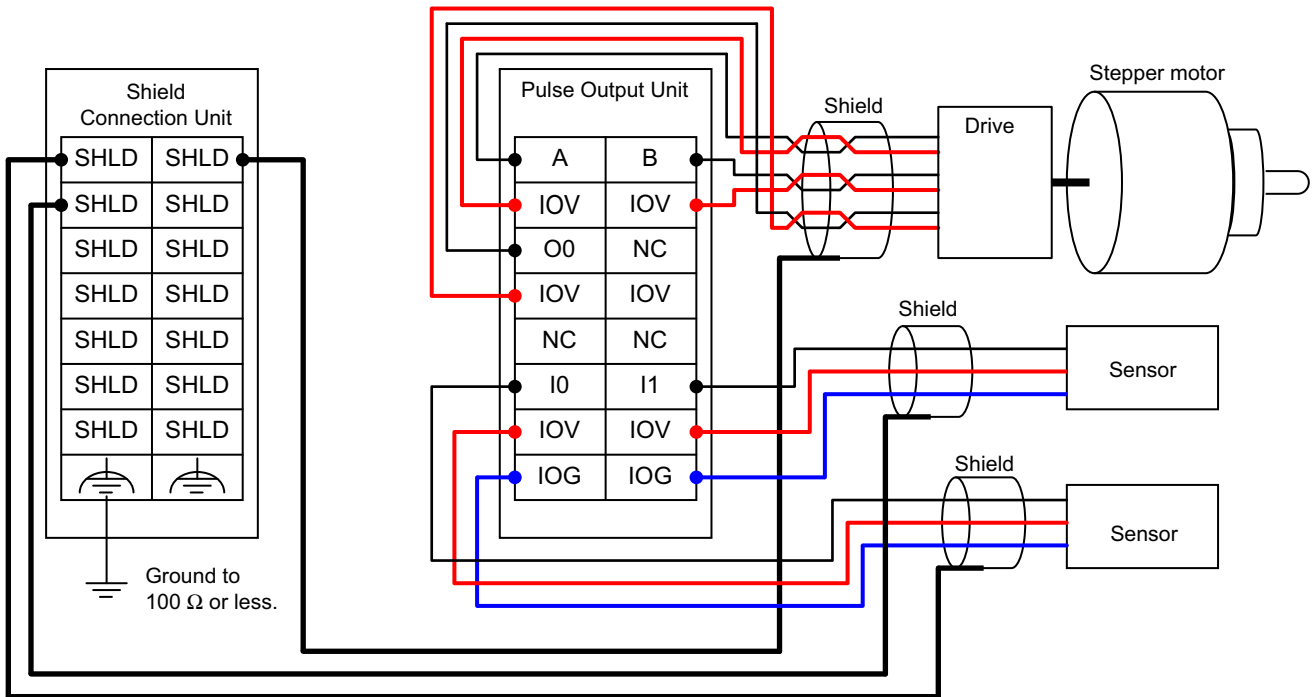 Shield
Connection Unit
SHLD SHLD
SHLD SHLD
SHLD SHLD
SHLD SHLD
SHLD SHLD
SHLD SHLD
SHLD SHLD
Ground to
100 Ω or less.
Pulse Output Unit
A B
IOV IOV
O0 NC
IOV IOV
NC NC
I0 I1
IOV IOV
IOG IOG
Shield
Drive
Stepper motor
Shield
Sensor
Shield
Sensor